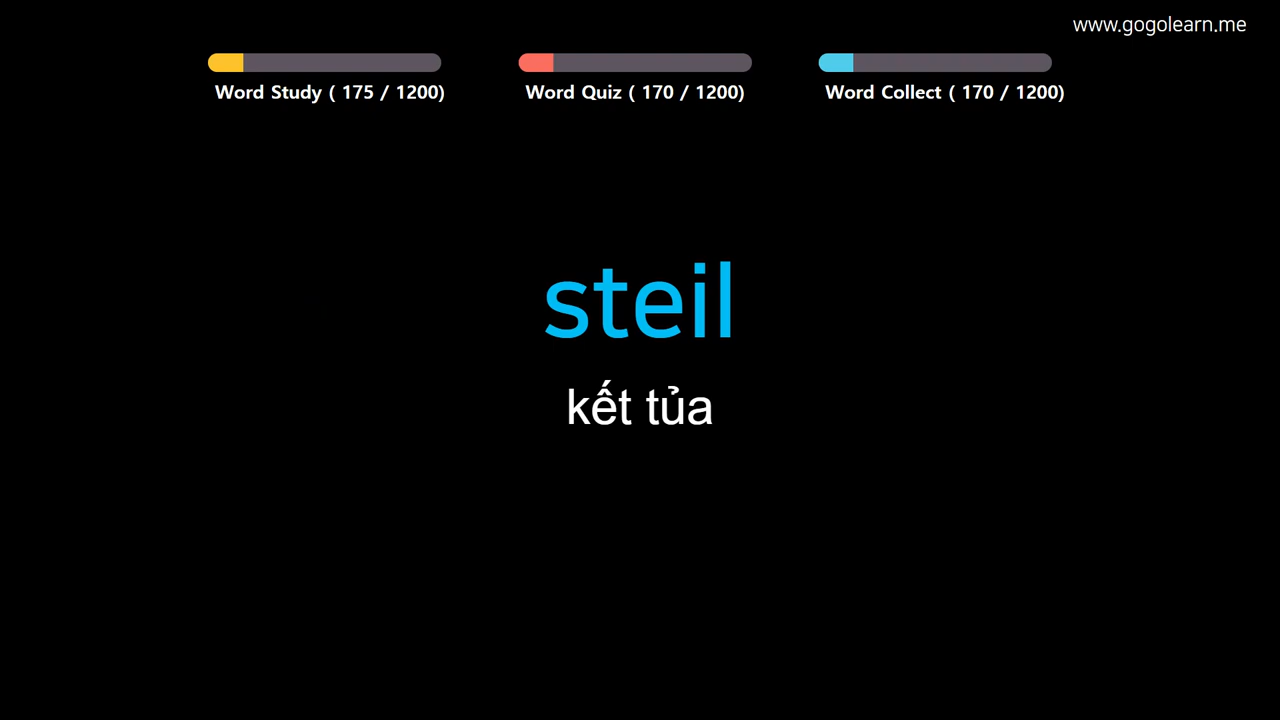 www.gogolearn.me
Word Study ( 175 / 1200)
Word Quiz ( 170 / 1200)
Word Collect ( 170 / 1200)
steil
kết tủa